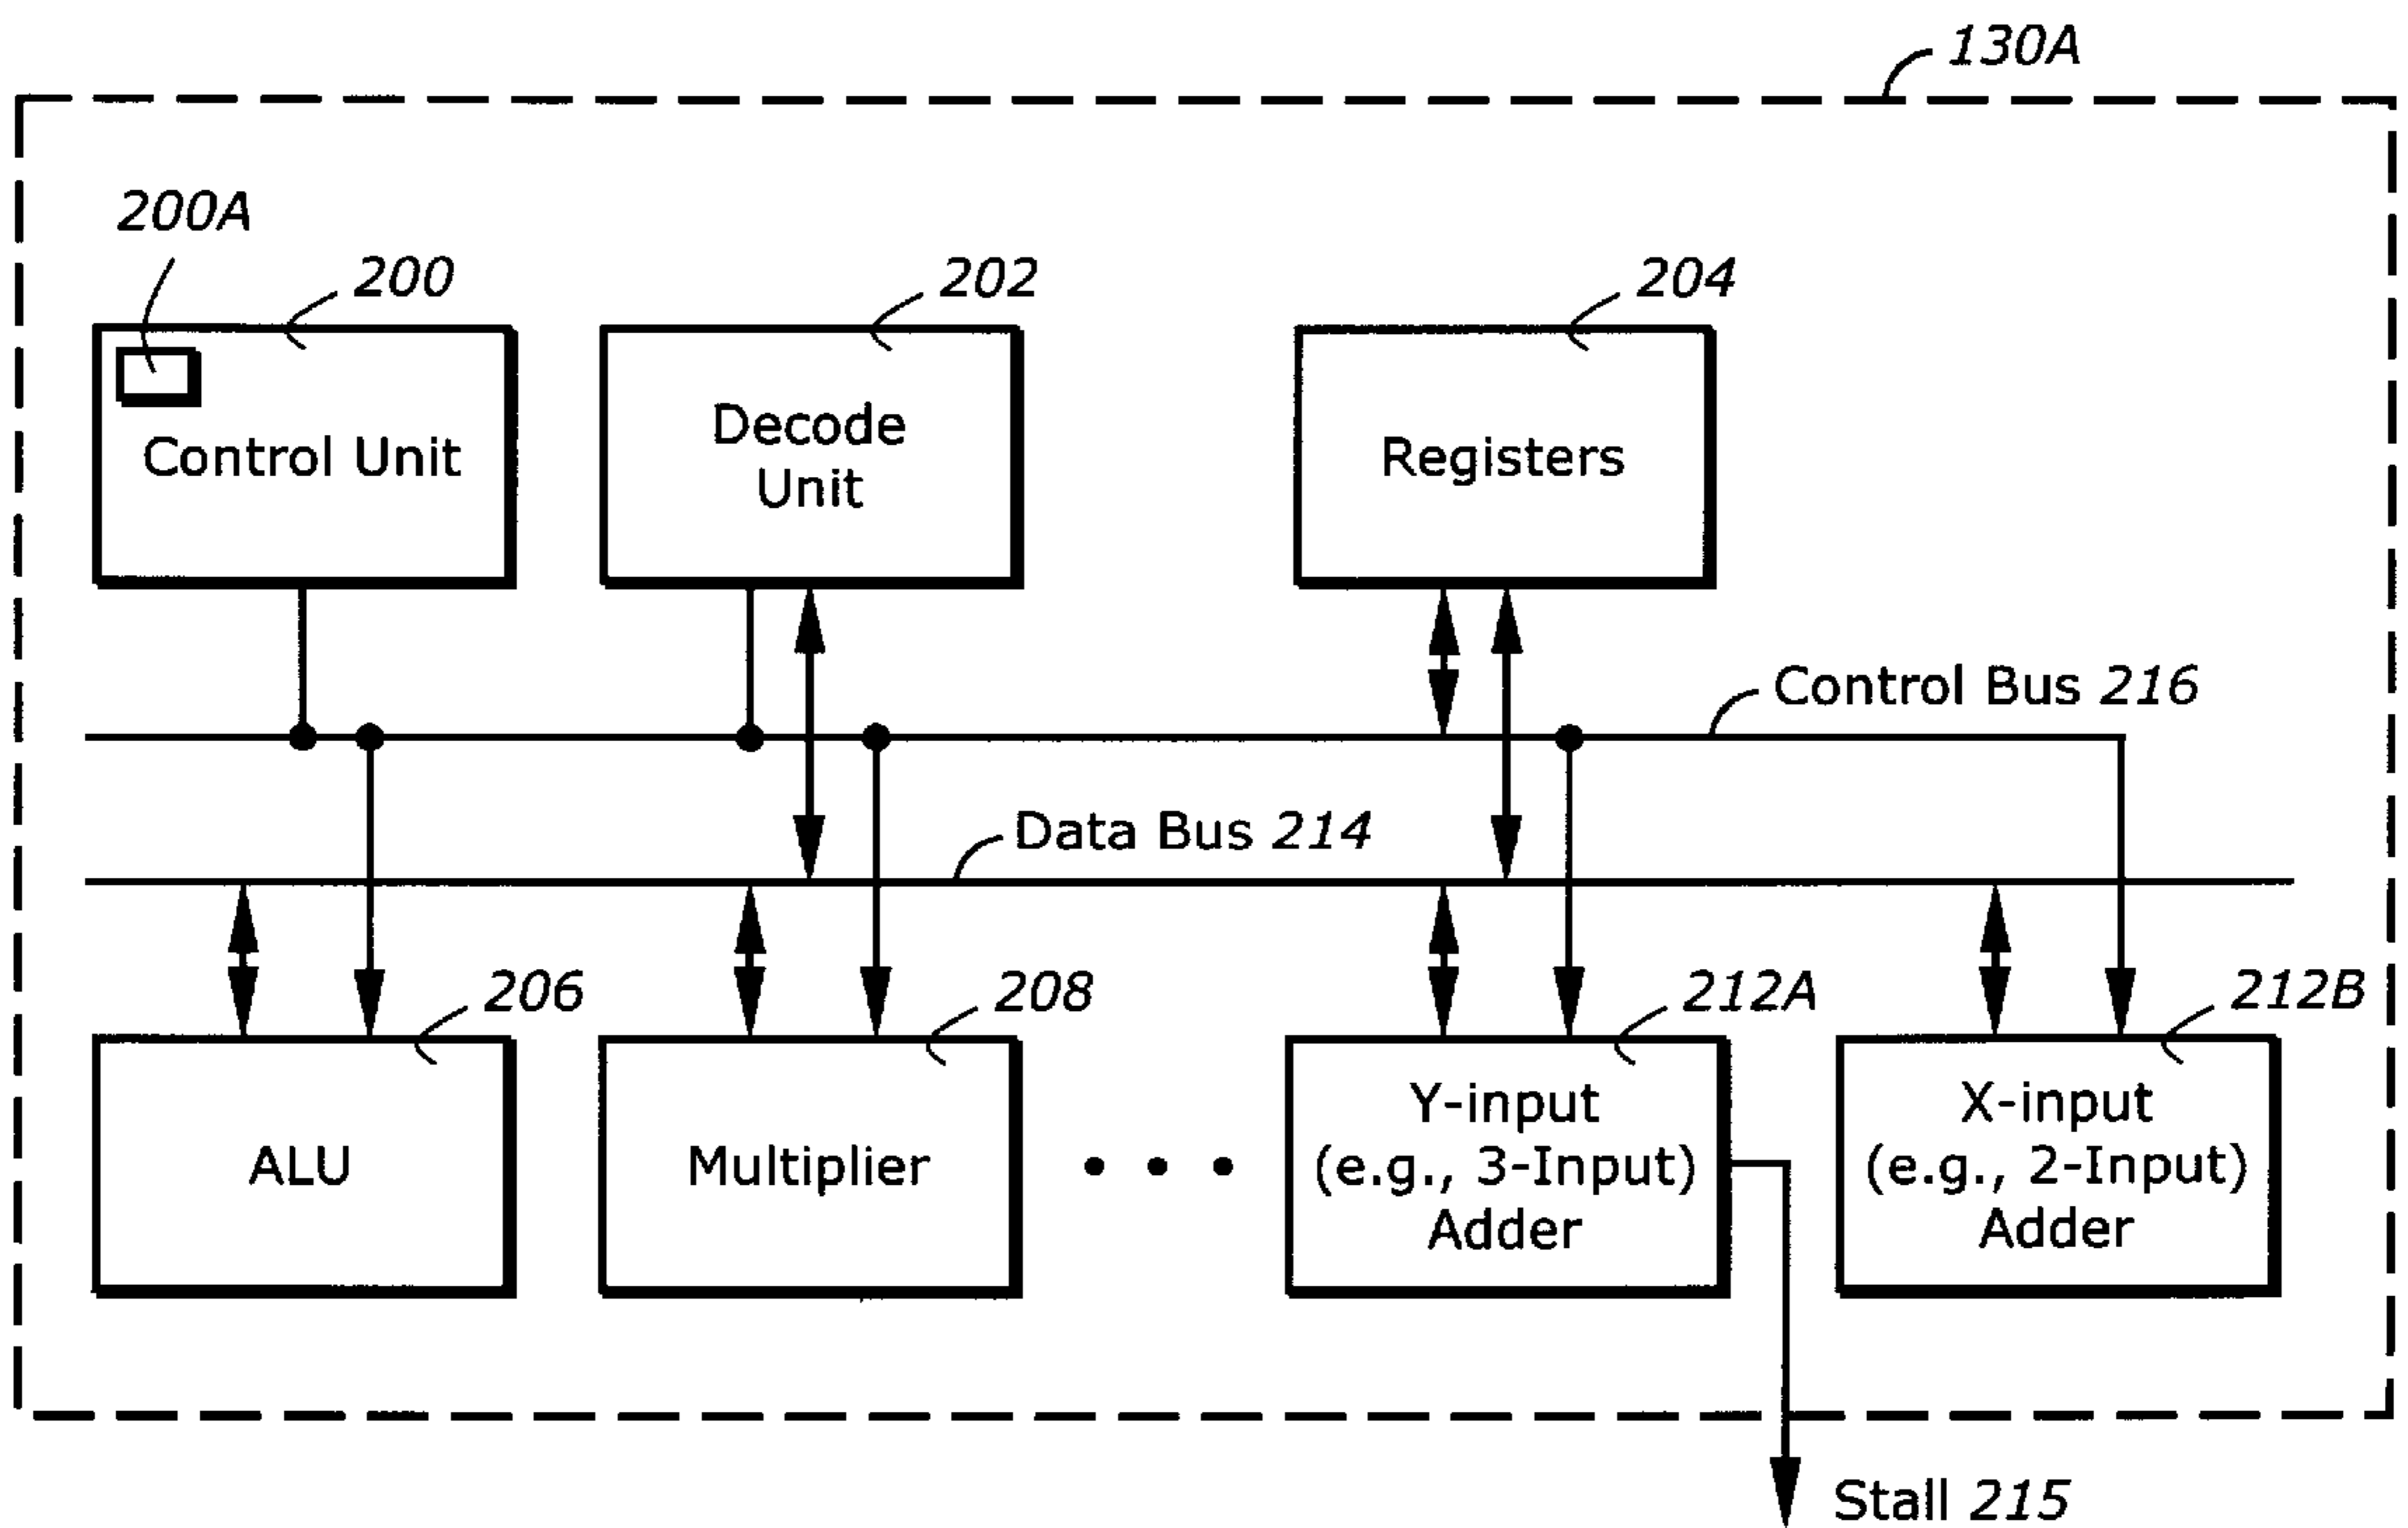 130A
200A
200
202
204
Control Unit
Decode
Unit
Registers
Control Bus 216
Data Bus 214
206
208
212A
212B
ALU
Multiplier
Y-input
(e.g., 3-Input)
Adder
X-input
(e.g., 2-Input)
Adder
Stall 215